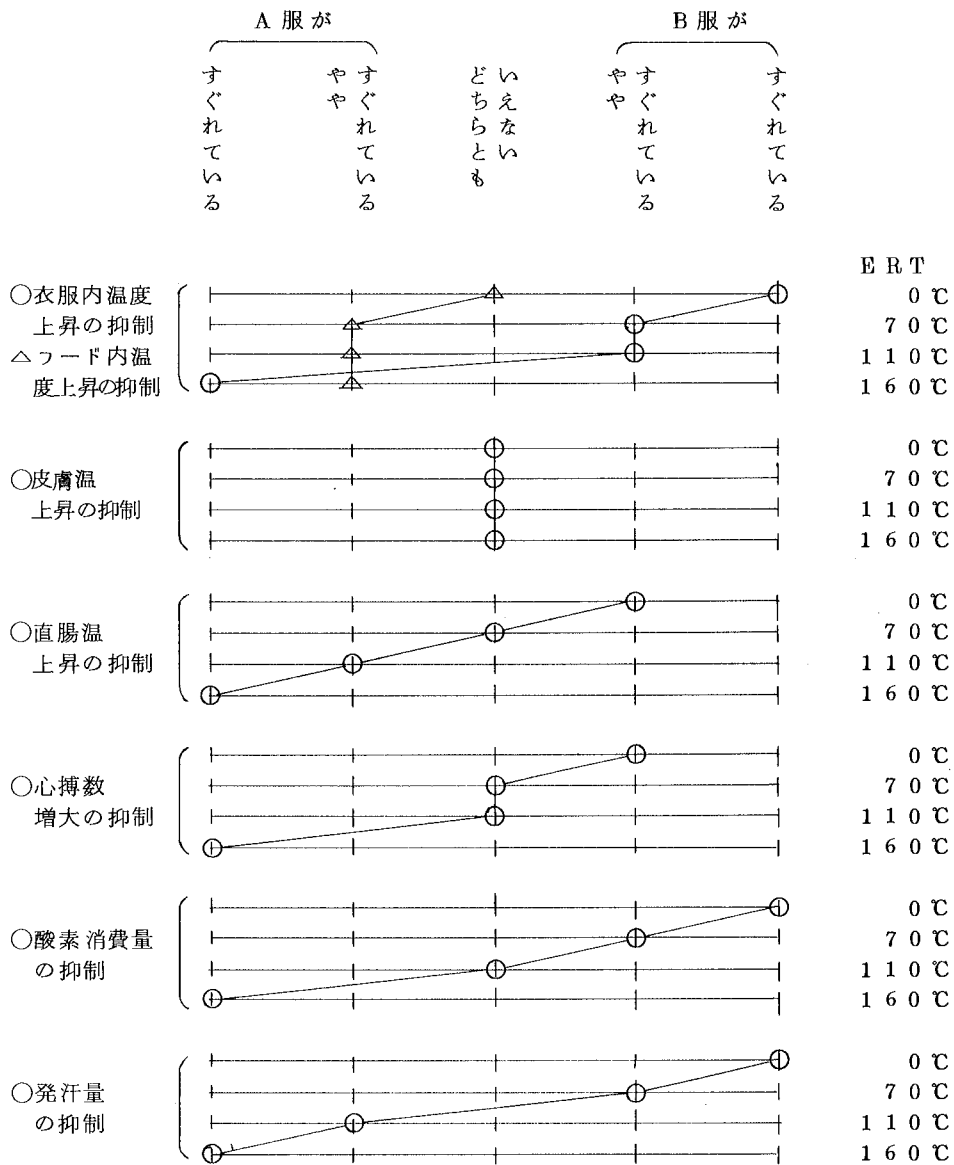 A服が
B服が
すぐれている
やや
すぐれている
どちらとも
いえない
やや
すぐれている
すぐれている
ERT
○衣服内温度
上昇の抑制
△フード内温
度上昇の抑制
0℃
70℃
110℃
160℃
○皮膚温
上昇の抑制
0℃
70℃
110℃
160℃
○直腸温
上昇の抑制
0℃
70℃
110℃
160℃
○心搏数
増大の抑制
0℃
70℃
110℃
160℃
○酸素消費量
の抑制
0℃
70℃
110℃
160℃
○発汗量
の抑制
0℃
70℃
110℃
160℃